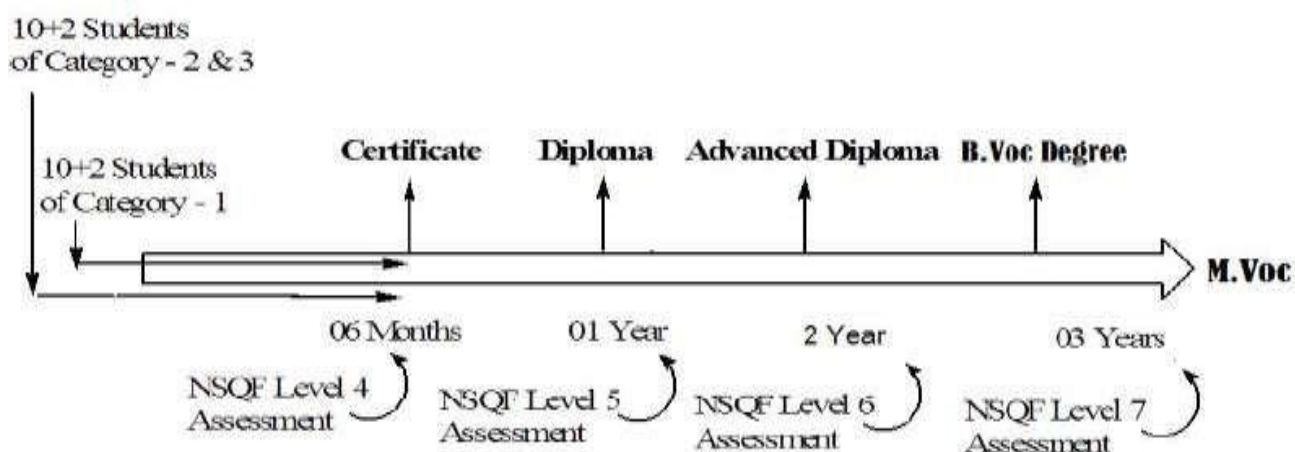 10+2 Students
of Category - 2 & 3
10+2 Students
of Category - 1
Certificate
Diploma
Advanced Diploma
B.Voc Degree
M.Voc
06 Months
01 Year
2 Year
03 Years
NSQF Level 4
Assessment
NSQF Level 5
Assessment
NSQF Level 6
Assessment
NSQF Level 7
Assessment